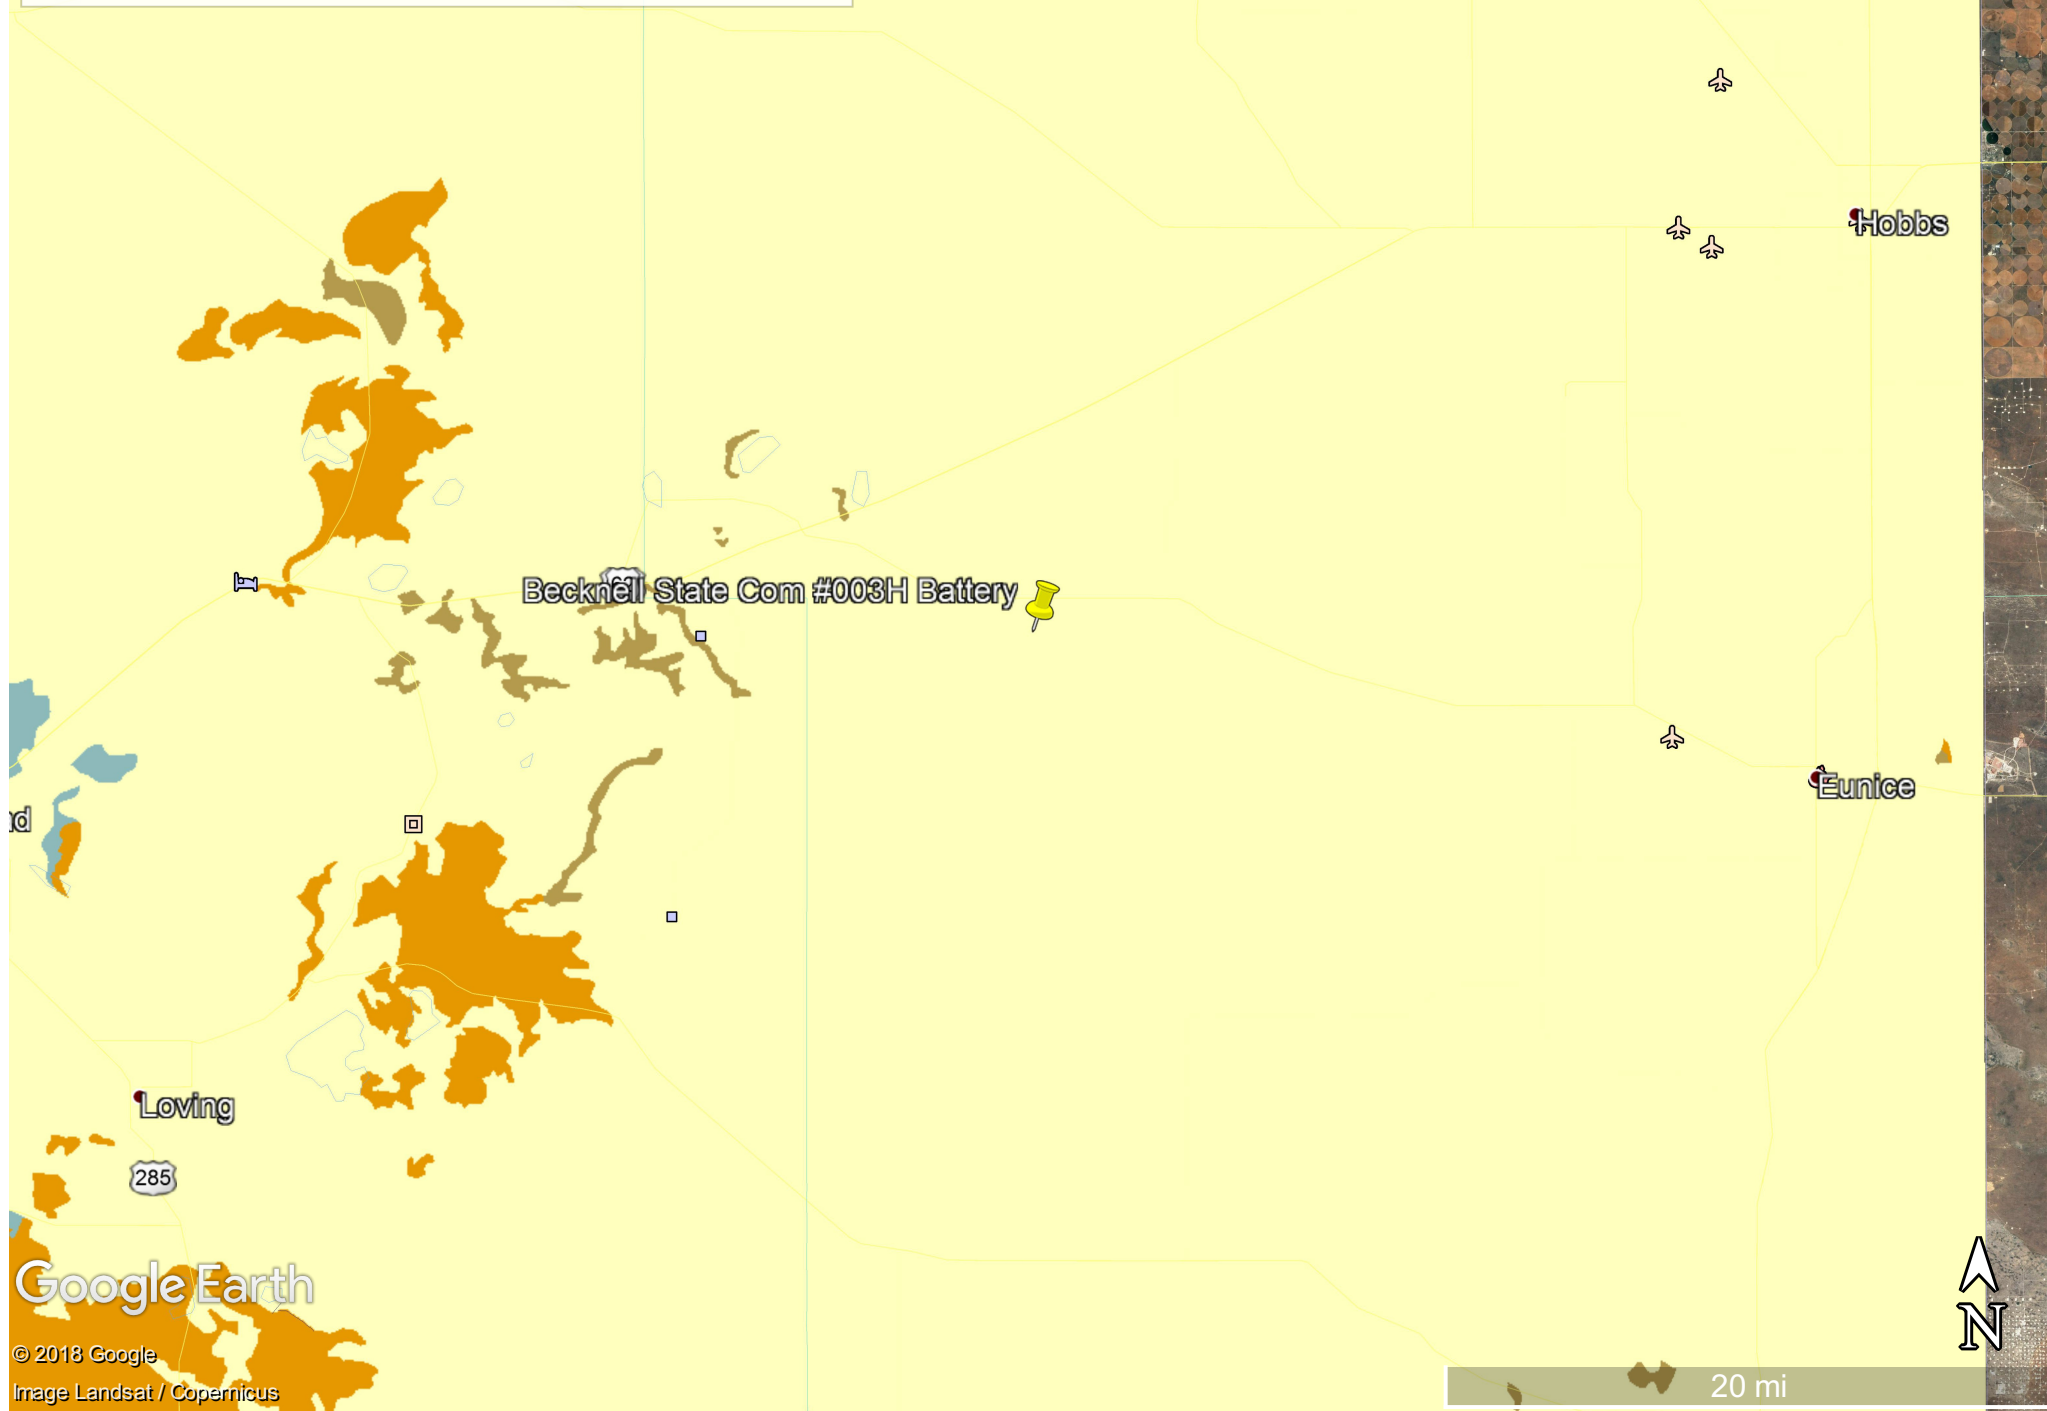 Hobbs
Becknell State Com #003H Battery
Eunice
Loving
285
Google Earth
© 2018 Google
Image Landsat / Copernicus
N
20 mi